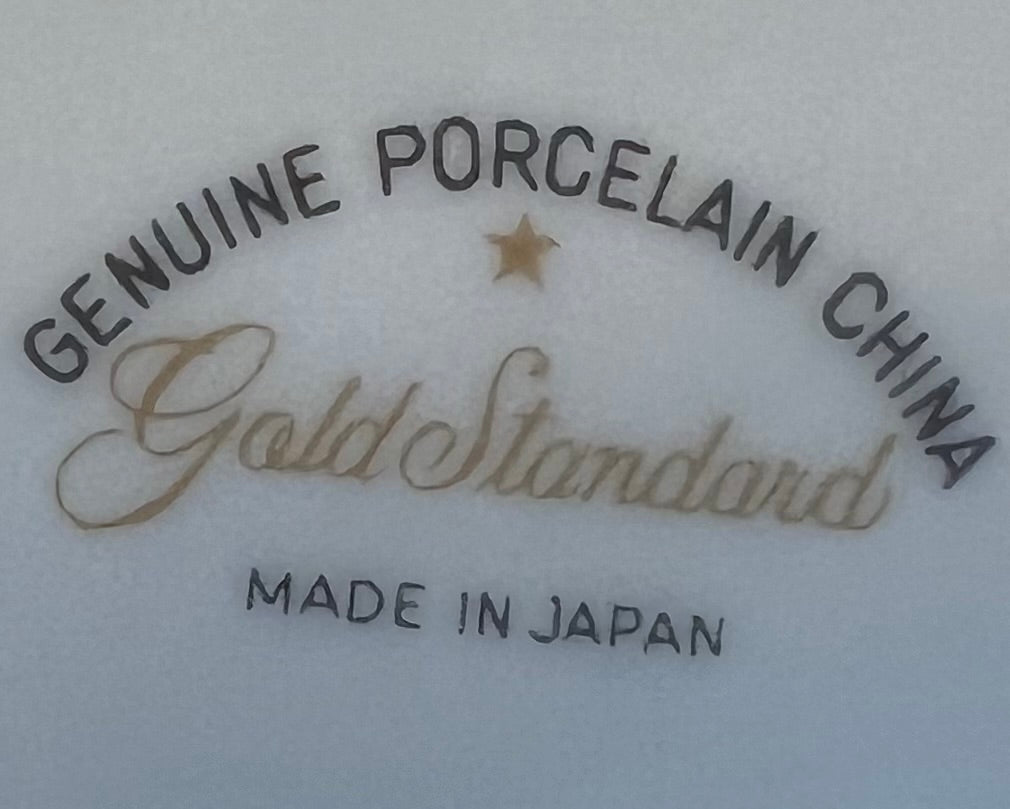 GENUINE PORCELAIN CHINA
Gold Standard
MADE IN JAPAN